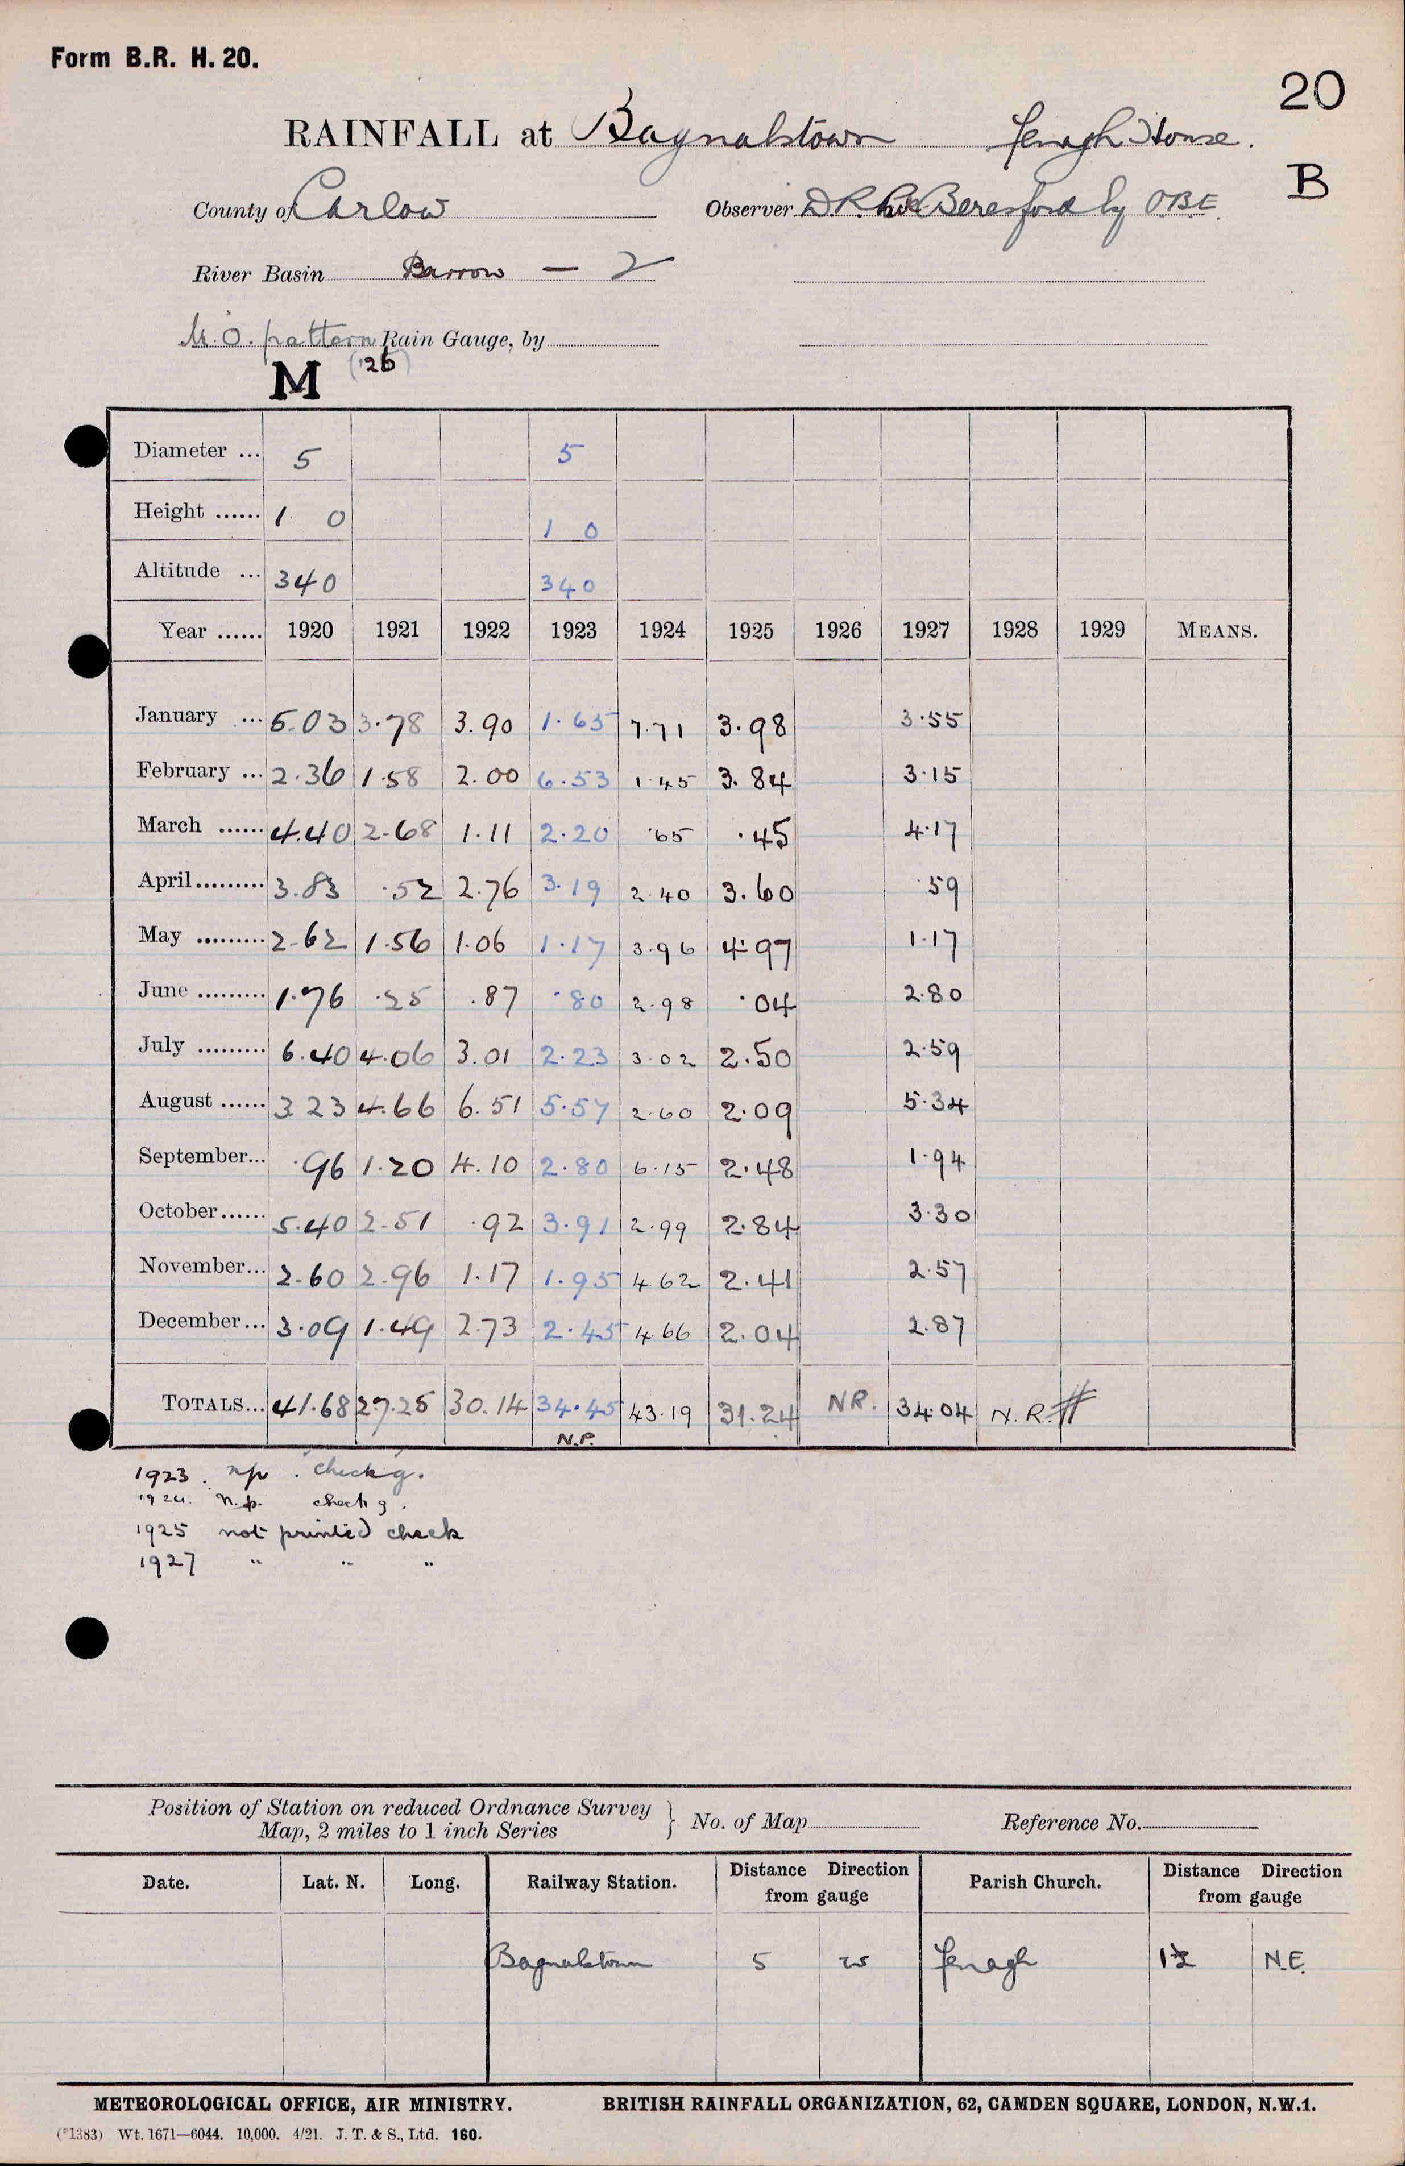 Form B.R. H. 20.
20
RAINFALL at Bagnalstown Fenagh House.
B
County of Carlow Observer D.R. Beresford Esq OBE.
River Basin Barrow — 2
M.O. pattern Rain Gauge, by
M ('26)
Diameter ... 5 5
Height ...... 1 0 1 0
Altitude ... 340 340
Year ...... 1920 1921 1922 1923 1924 1925 1926 1927 1928 1929 MEANS.
January ... 5.03 3.78 3.90 1.65 7.71 3.98 3.55
February ... 2.36 1.58 2.00 6.53 1.45 3.84 3.15
March ...... 4.40 2.68 1.11 2.20 .65 .45 4.17
April......... 3.83 .52 2.76 3.19 2.40 3.60 .59
May ......... 2.62 1.56 1.06 1.17 3.96 4.97 1.17
June ......... 1.76 .25 .87 .80 2.98 .04 2.80
July ......... 6.40 4.06 3.01 2.23 3.02 2.50 2.59
August ...... 3.23 4.66 6.51 5.57 2.60 2.09 5.34
September... .96 1.20 4.10 2.80 6.15 2.48 1.94
October...... 5.40 2.51 .92 3.91 2.99 2.84 3.30
November... 2.60 2.96 1.17 1.95 4.62 2.41 2.57
December... 3.09 1.49 2.73 2.45 4.66 2.04 2.87
TOTALS... 41.68 27.25 30.14 34.45 43.19 31.24 NR. 34.04 N.R. #
N.P.
1923. np. check g.
1924. n.p. check g.
1925 not printed check
1927 " " "
Position of Station on reduced Ordnance Survey
Map, 2 miles to 1 inch Series } No. of Map Reference No.
Date. Lat. N. Long. Railway Station. Distance Direction from gauge Parish Church. Distance Direction from gauge
Bagnalstown 5 W Fenagh 1½ N.E.
METEOROLOGICAL OFFICE, AIR MINISTRY. BRITISH RAINFALL ORGANIZATION, 62, CAMDEN SQUARE, LONDON, N.W.1.
(*1383) Wt. 1671—6044. 10,000. 4/21. J. T. & S., Ltd. 160.